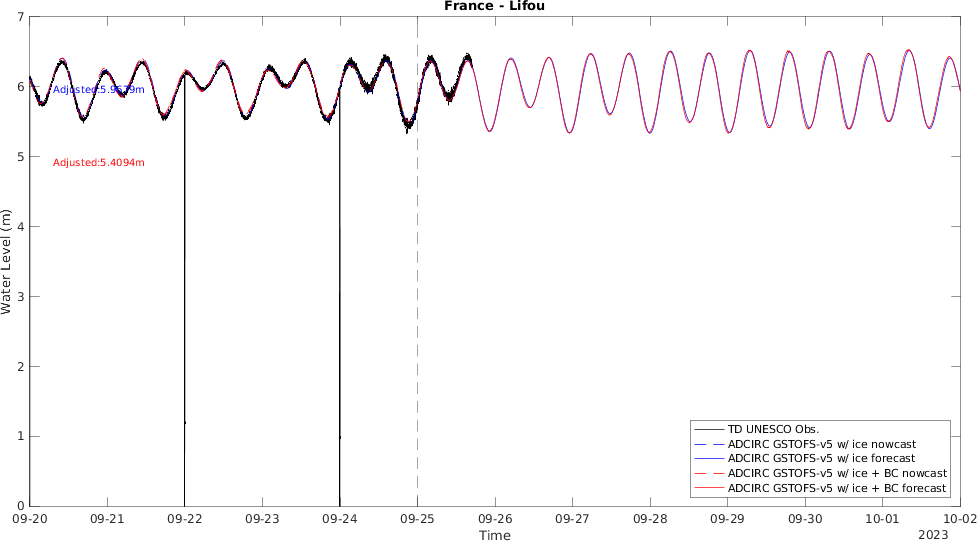 France - Lifou
7
6
5
4
3
2
1
0
Water Level (m)
Adjusted:5.4094m
TD UNESCO Obs.
ADCIRC GSTOFS-v5 w/ ice nowcast
ADCIRC GSTOFS-v5 w/ ice forecast
ADCIRC GSTOFS-v5 w/ ice + BC nowcast
ADCIRC GSTOFS-v5 w/ ice + BC forecast
09-20 09-21 09-22 09-23 09-24 09-25 09-26 09-27 09-28 09-29 09-30 10-01 10-02
Time
2023